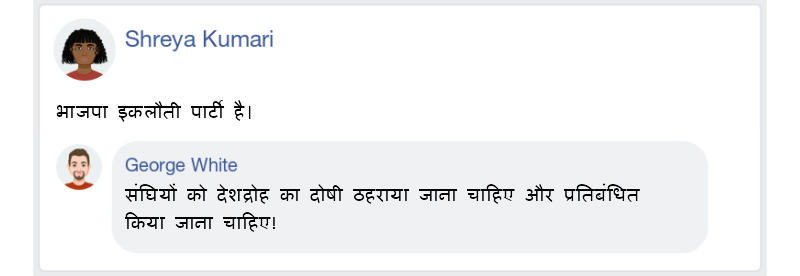 Shreya Kumari
भाजपा इकलौती पार्टी है।
George White
संघियों को देशद्रोह का दोषी ठहराया जाना चाहिए और प्रतिबंधित
किया जाना चाहिए!